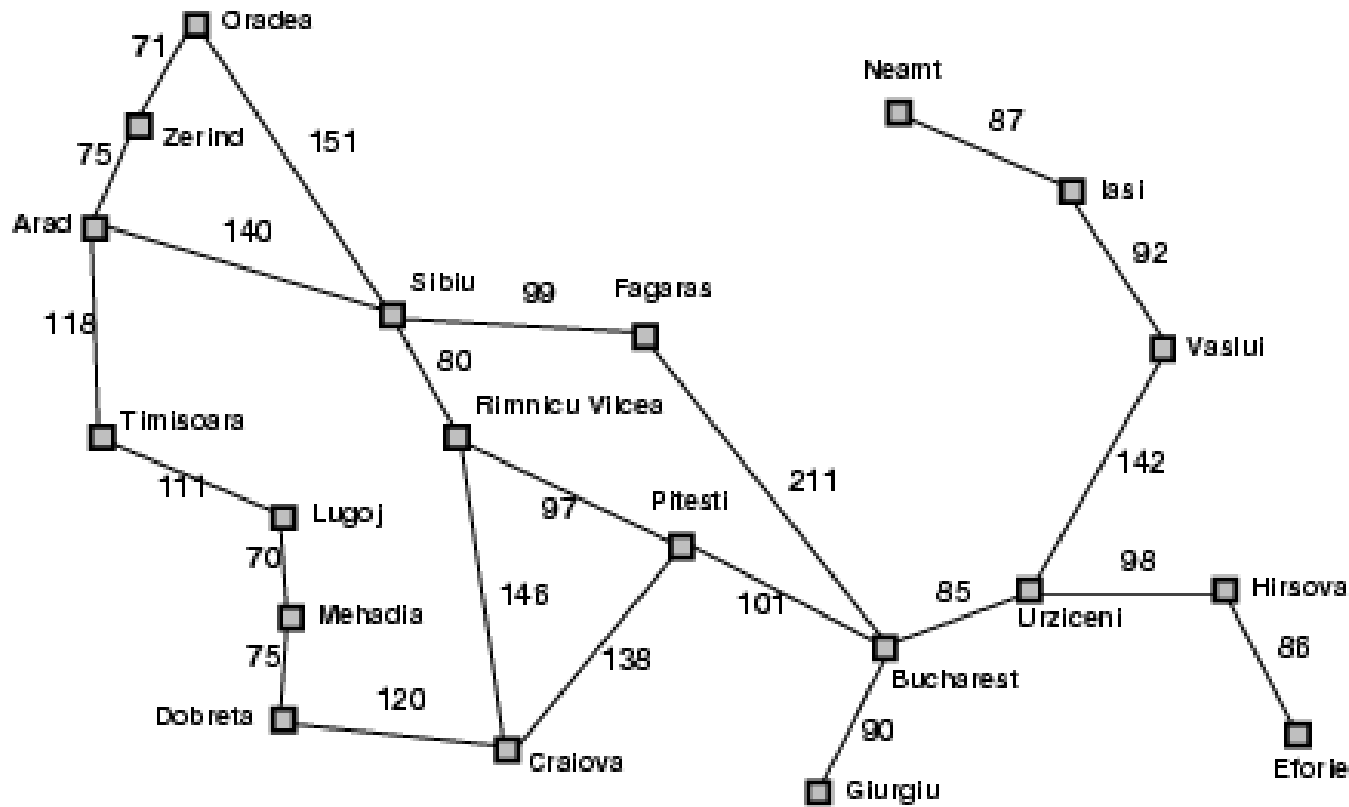 Oradea
71
Neamt
87
Zerind
151
75
Iasi
Arad
140
92
Sibiu
99
Fagaras
118
80
Vaslui
Timisoara
Rimnicu Vilcea
142
211
111
Lugoj
97
Pitesti
70
98
Hirsova
146
101
85
Mehadia
Urziceni
86
75
138
Bucharest
120
Dobreta
90
Craiova
Eforie
Giurgiu